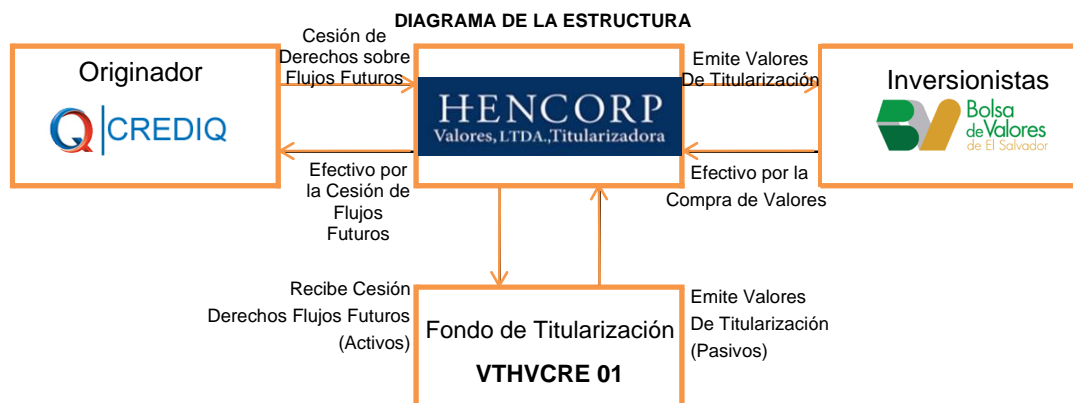 DIAGRAMA DE LA ESTRUCTURA
Originador
CREDIQ
Cesión de
Derechos sobre
Flujos Futuros
Efectivo por
la Cesión de
Flujos
Futuros
HENCORP
Valores, LTDA., Titularizadora
Emite Valores
De Titularización
Efectivo por la
Compra de Valores
Inversionistas
Bolsa
de Valores
de El Salvador
Recibe Cesión
Derechos Flujos Futuros
(Activos)
Fondo de Titularización
VTHVCRE 01
Emite Valores
De Titularización
(Pasivos)